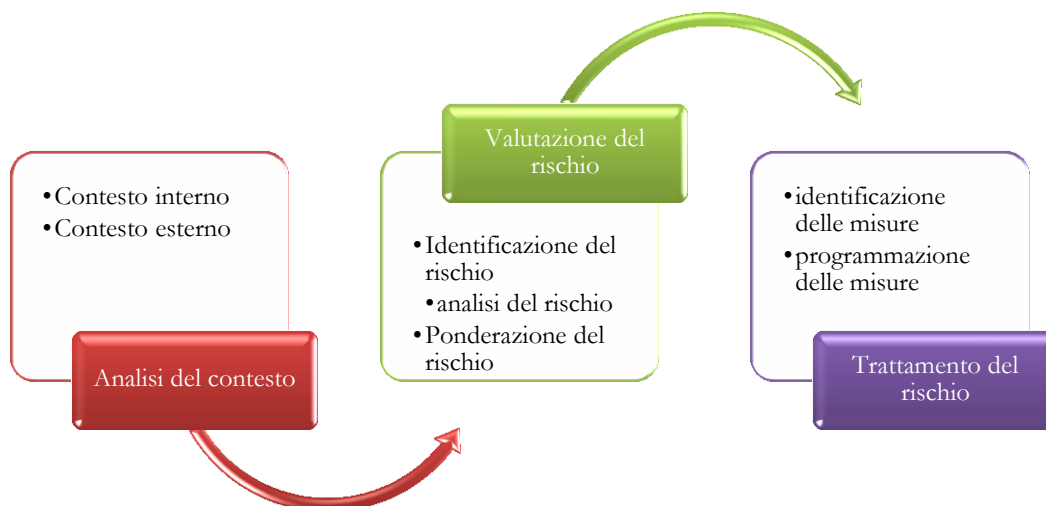 •Contesto interno
•Contesto esterno
Analisi del contesto
Valutazione del
rischio
•Identificazione del
rischio
•analisi del rischio
•Ponderazione del
rischio
•identificazione
delle misure
•programmazione
delle misure
Trattamento del
rischio